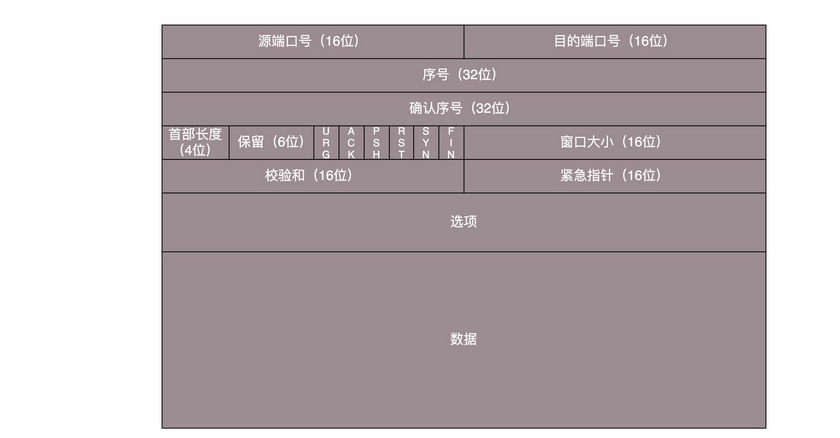 源端口号（16位） 目的端口号（16位）
序号（32位）
确认序号（32位）
首部长度
（4位）
保留（6位）
URG
ACK
PSH
RST
SYN
FIN
窗口大小（16位）
校验和（16位） 紧急指针（16位）
选项
数据